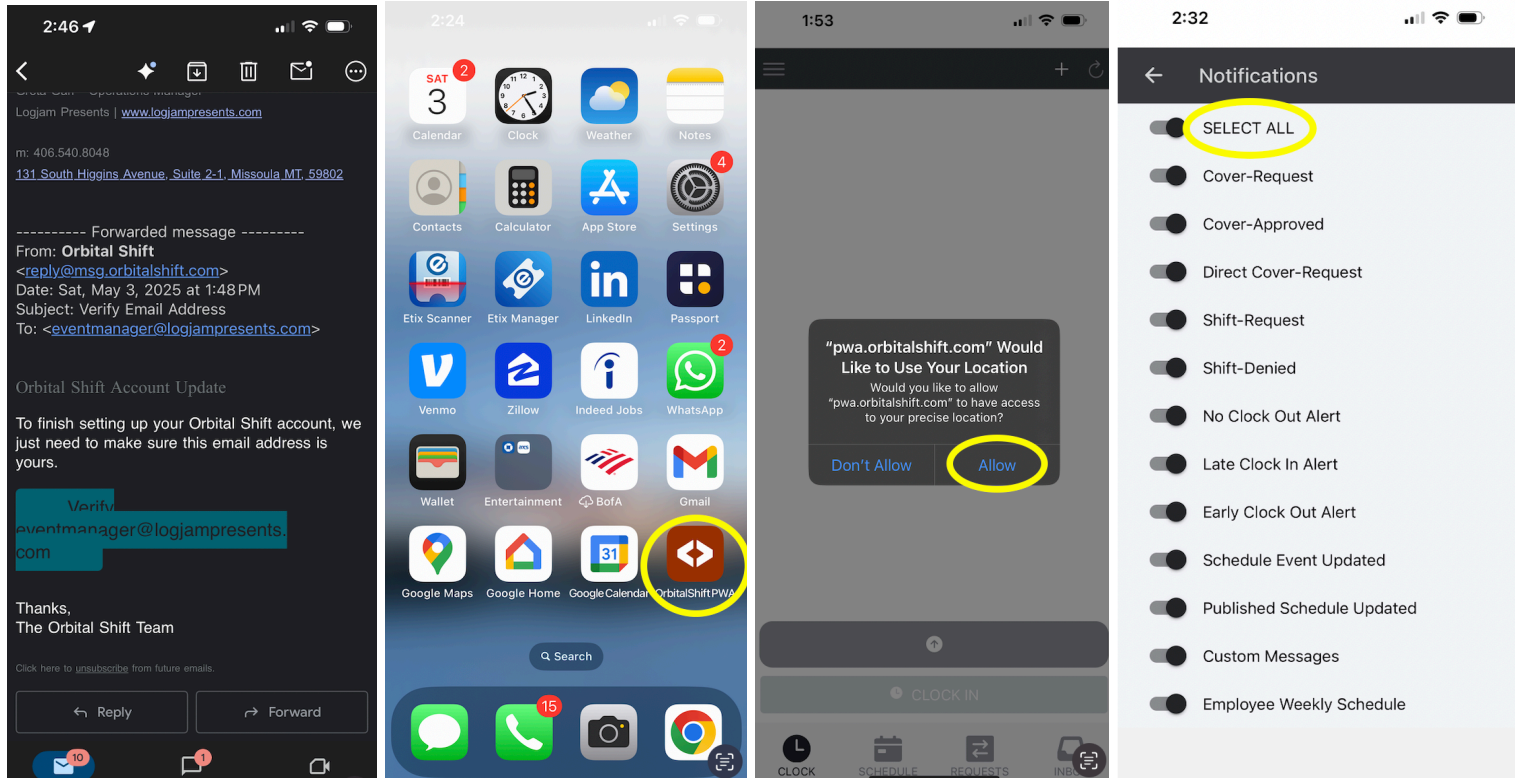 2:46
Logjam Presents | www.logjampresents.com
m: 406.540.8048
131 South Higgins Avenue, Suite 2-1, Missoula MT, 59802
---------- Forwarded message ---------
From: Orbital Shift
<reply@msg.orbitalshift.com>
Date: Sat, May 3, 2025 at 1:48 PM
Subject: Verify Email Address
To: <eventmanager@logjampresents.com>
Orbital Shift Account Update
To finish setting up your Orbital Shift account, we
just need to make sure this email address is
yours.
Verify
eventmanager@logjampresents.
com
Thanks,
The Orbital Shift Team
Click here to unsubscribe from future emails.
Reply Forward
10 1
2:24
SAT 2
3
Calendar Clock Weather Notes
4
Contacts Calculator App Store Settings
Etix Scanner Etix Manager LinkedIn Passport
2
Venmo Zillow Indeed Jobs WhatsApp
Wallet Entertainment BofA Gmail
31
Google Maps Google Home Google Calendar OrbitalShiftPWA
Search
15
1:53
"pwa.orbitalshift.com" Would
Like to Use Your Location
Would you like to allow
"pwa.orbitalshift.com" to have access
to your precise location?
Don't Allow Allow
CLOCK IN
CLOCK SCHEDULE REQUESTS
2:32
Notifications
SELECT ALL
Cover-Request
Cover-Approved
Direct Cover-Request
Shift-Request
Shift-Denied
No Clock Out Alert
Late Clock In Alert
Early Clock Out Alert
Schedule Event Updated
Published Schedule Updated
Custom Messages
Employee Weekly Schedule